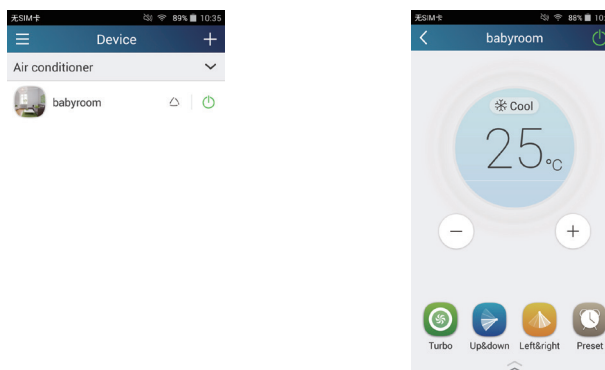 无SIM卡 89% 10:35
Device
Air conditioner
babyroom
无SIM卡 88% 10:
babyroom
Cool
25°C
Turbo Up&down Left&right Preset